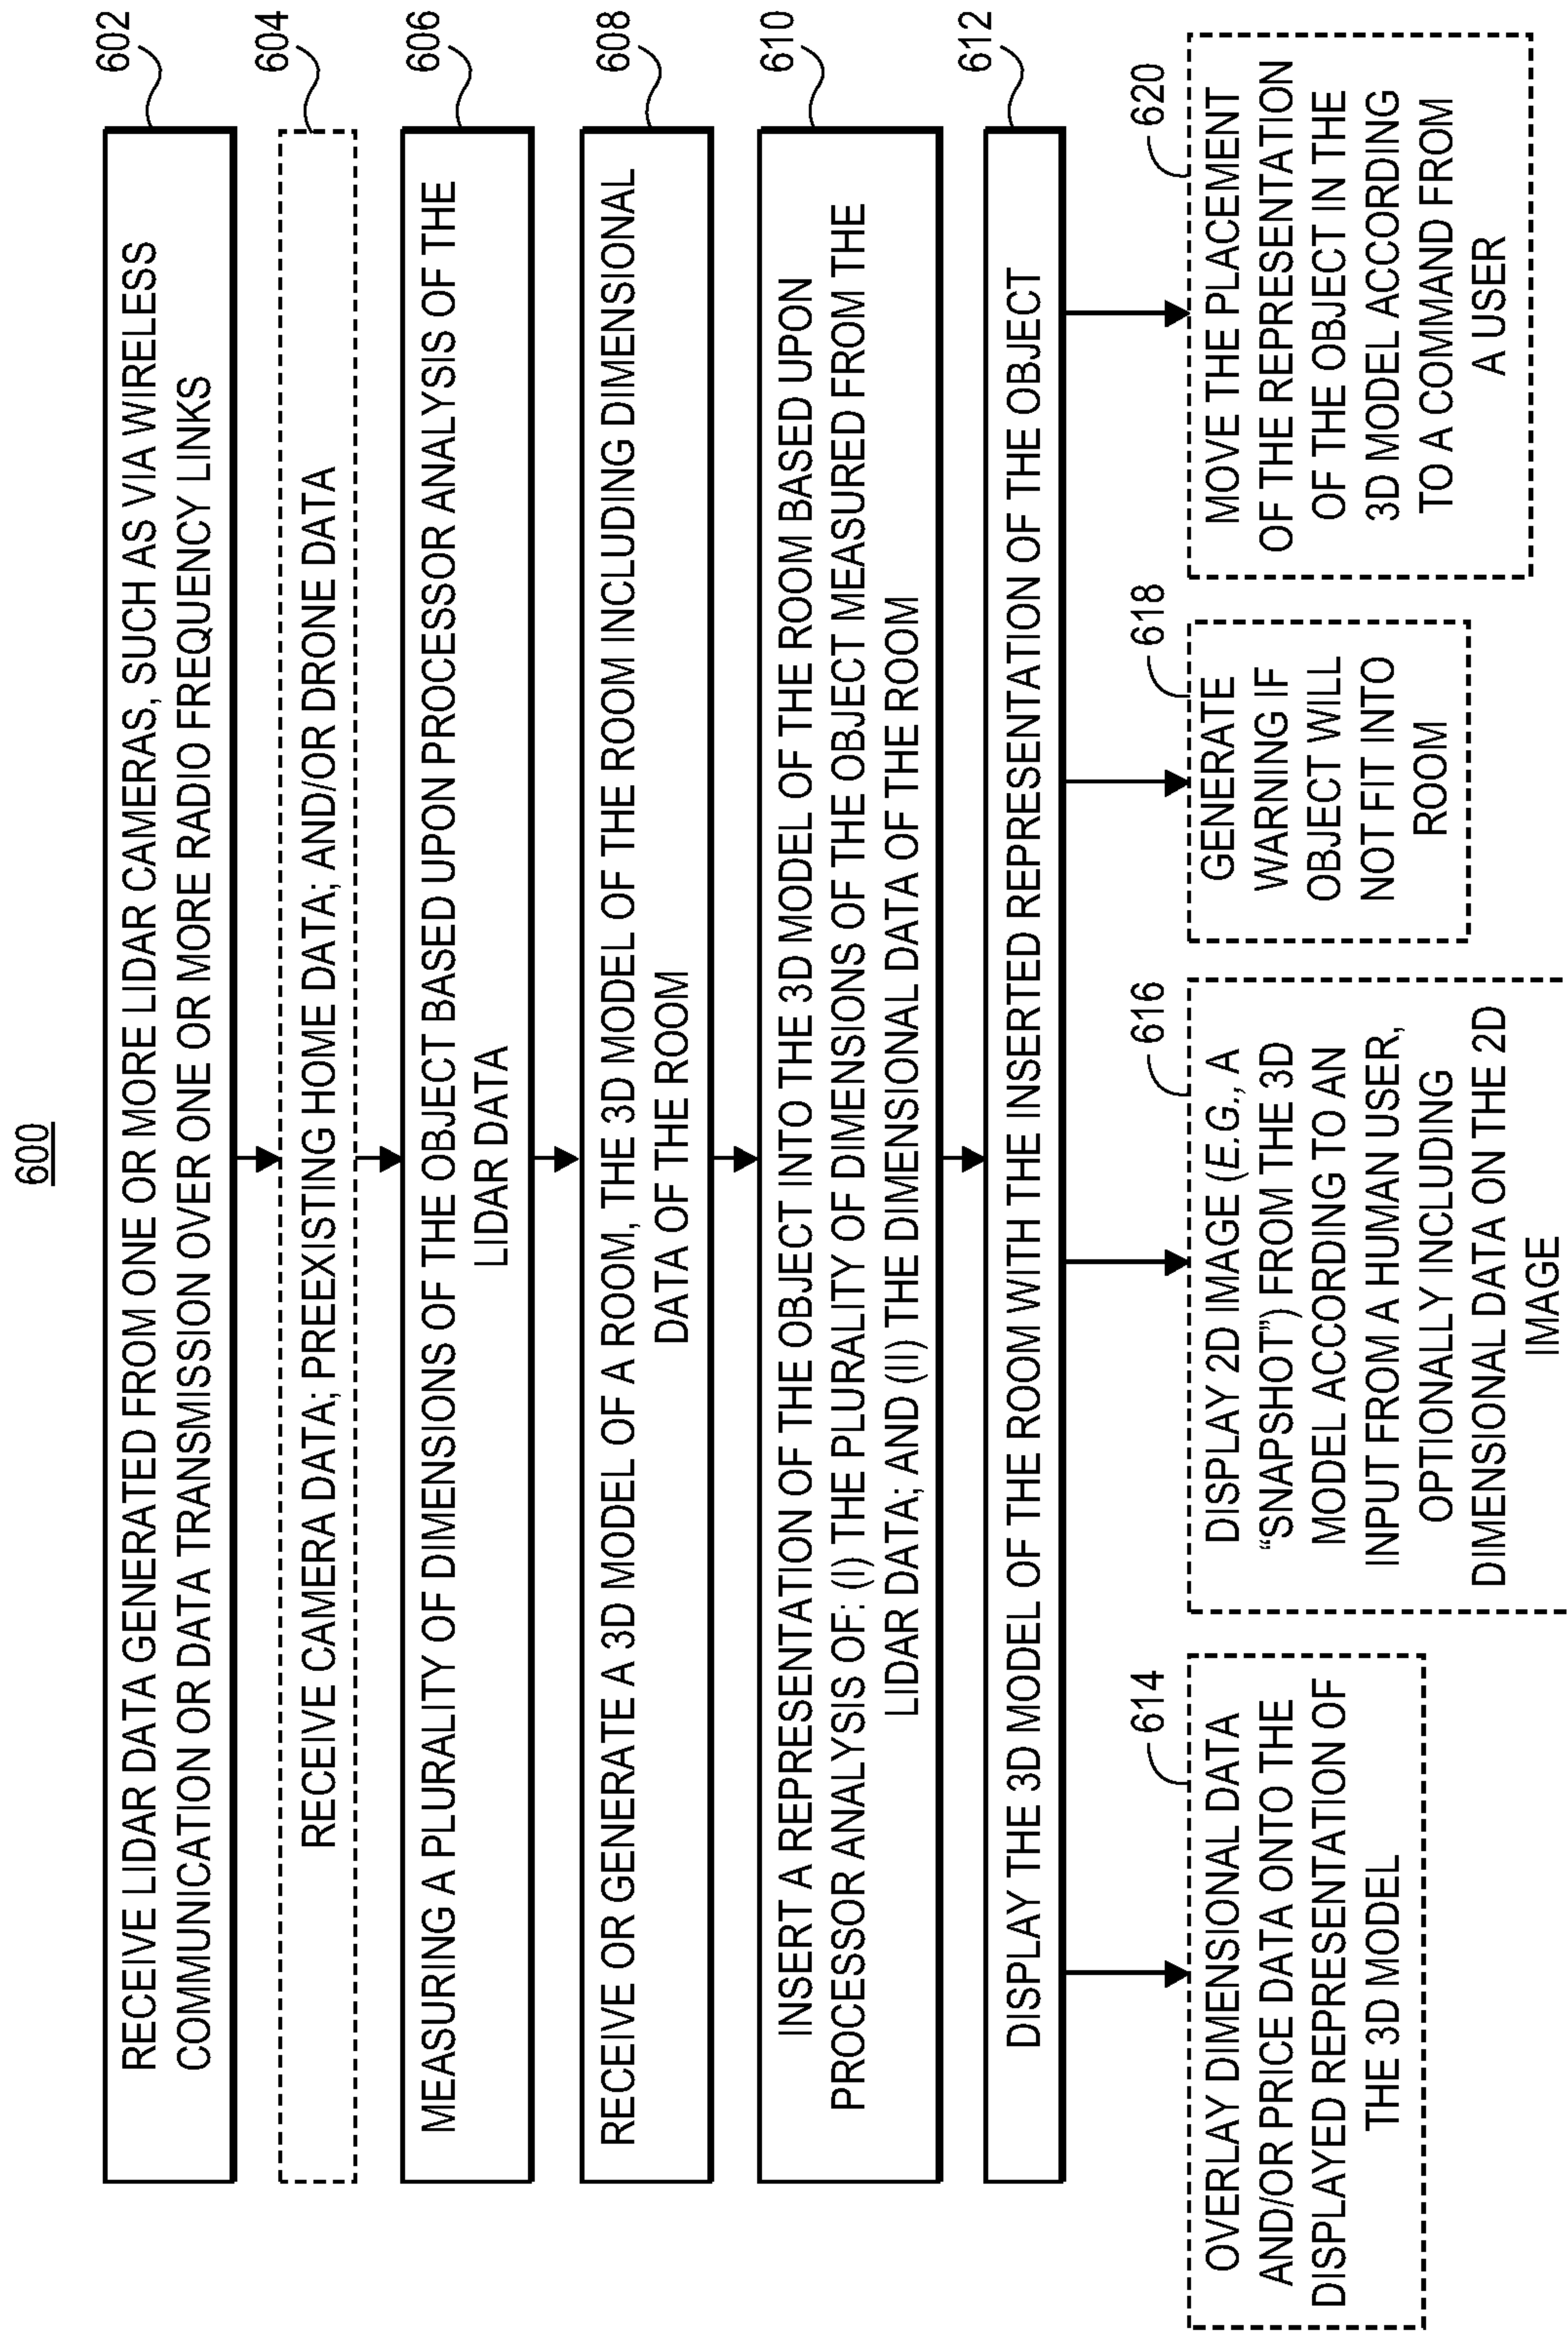 600
602
RECEIVE LIDAR DATA GENERATED FROM ONE OR MORE LIDAR CAMERAS, SUCH AS VIA WIRELESS
COMMUNICATION OR DATA TRANSMISSION OVER OVER ONE OR MORE RADIO FREQUENCY LINKS
604
RECEIVE CAMERA DATA; PREEXISTING HOME DATA; AND/OR DRONE DATA
606
MEASURING A PLURALITY OF DIMENSIONS OF THE OBJECT BASED UPON PROCESSOR ANALYSIS OF THE
LIDAR DATA
608
RECEIVE OR GENERATE A 3D MODEL OF A ROOM, THE 3D MODEL OF THE ROOM INCLUDING DIMENSIONAL
DATA OF THE ROOM
610
INSERT A REPRESENTATION OF THE OBJECT INTO THE 3D MODEL OF THE ROOM BASED UPON
PROCESSOR ANALYSIS OF: (I) THE PLURALITY OF DIMENSIONS OF THE OBJECT MEASURED FROM THE
LIDAR DATA; AND (II) THE DIMENSIONAL DATA OF THE ROOM
612
DISPLAY THE 3D MODEL OF THE ROOM WITH THE INSERTED REPRESENTATION OF THE OBJECT
614
OVERLAY DIMENSIONAL DATA
AND/OR PRICE DATA ONTO THE
DISPLAYED REPRESENTATION OF
THE 3D MODEL
616
DISPLAY 2D IMAGE (E.G., A
“SNAPSHOT”) FROM THE 3D
MODEL ACCORDING TO AN
INPUT FROM A HUMAN USER,
OPTIONALLY INCLUDING
DIMENSIONAL DATA ON THE 2D
IMAGE
618
GENERATE
WARNING IF
OBJECT WILL
NOT FIT INTO
ROOM
620
MOVE THE PLACEMENT
OF THE REPRESENTATION
OF THE OBJECT IN THE
3D MODEL ACCORDING
TO A COMMAND FROM
A USER